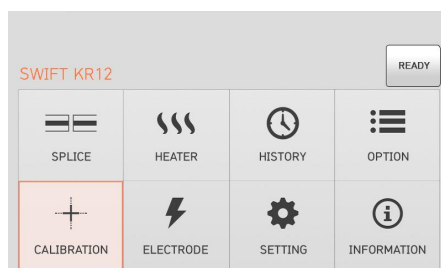 READY
SWIFT KR12
SPLICE HEATER HISTORY OPTION
CALIBRATION ELECTRODE SETTING INFORMATION